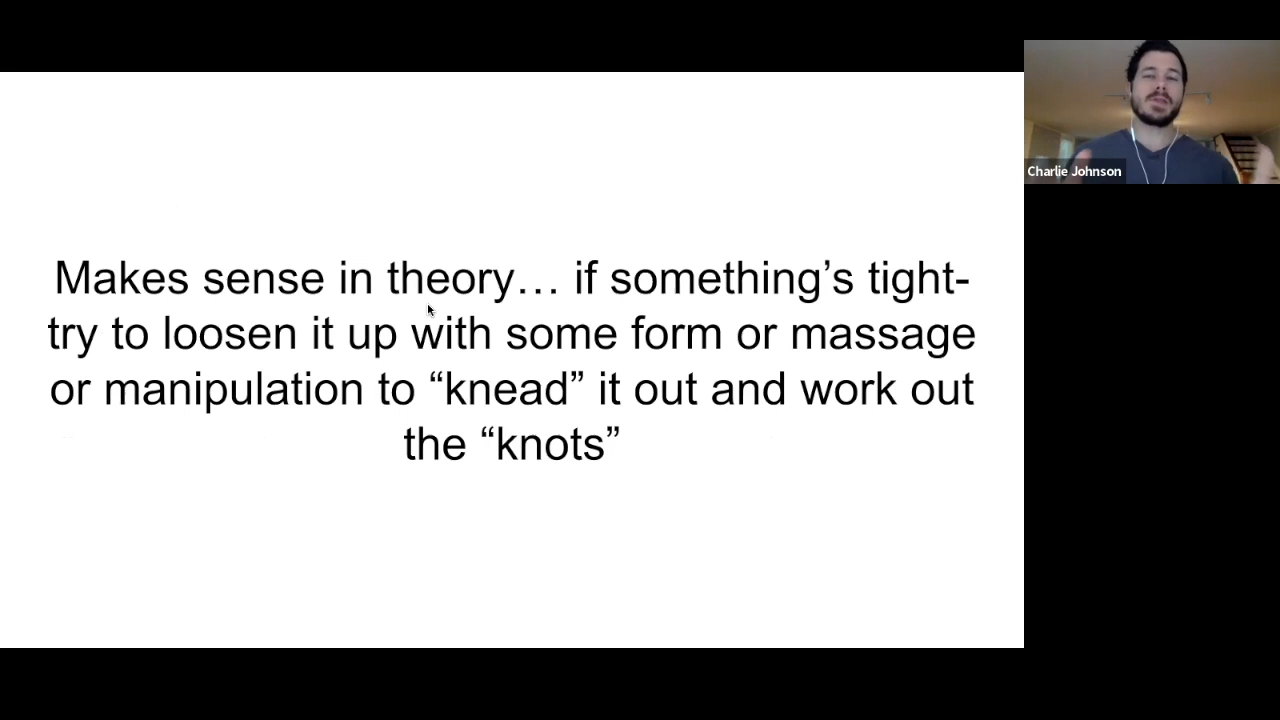 Makes sense in theory… if something’s tight-
try to loosen it up with some form or massage
or manipulation to “knead” it out and work out
the “knots”
Charlie Johnson